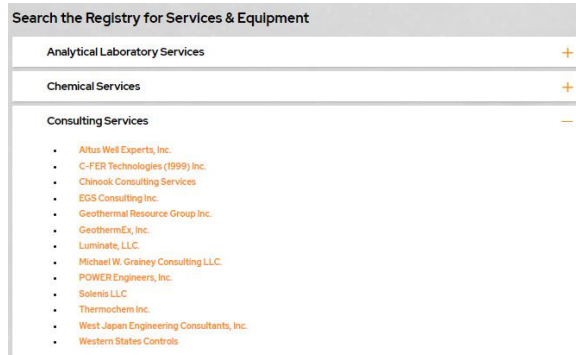 Search the Registry for Services & Equipment
Analytical Laboratory Services
Chemical Services
Consulting Services
Altus Well Experts, Inc.
C-FER Technologies (1999) Inc.
Chinook Consulting Services
EGS Consulting Inc.
Geothermal Resource Group Inc.
GeothermEx, Inc.
Luminate, LLC.
Michael W. Grainey Consulting LLC.
POWER Engineers, Inc.
Solenis LLC
Thermochem Inc.
West Japan Engineering Consultants, Inc.
Western States Controls